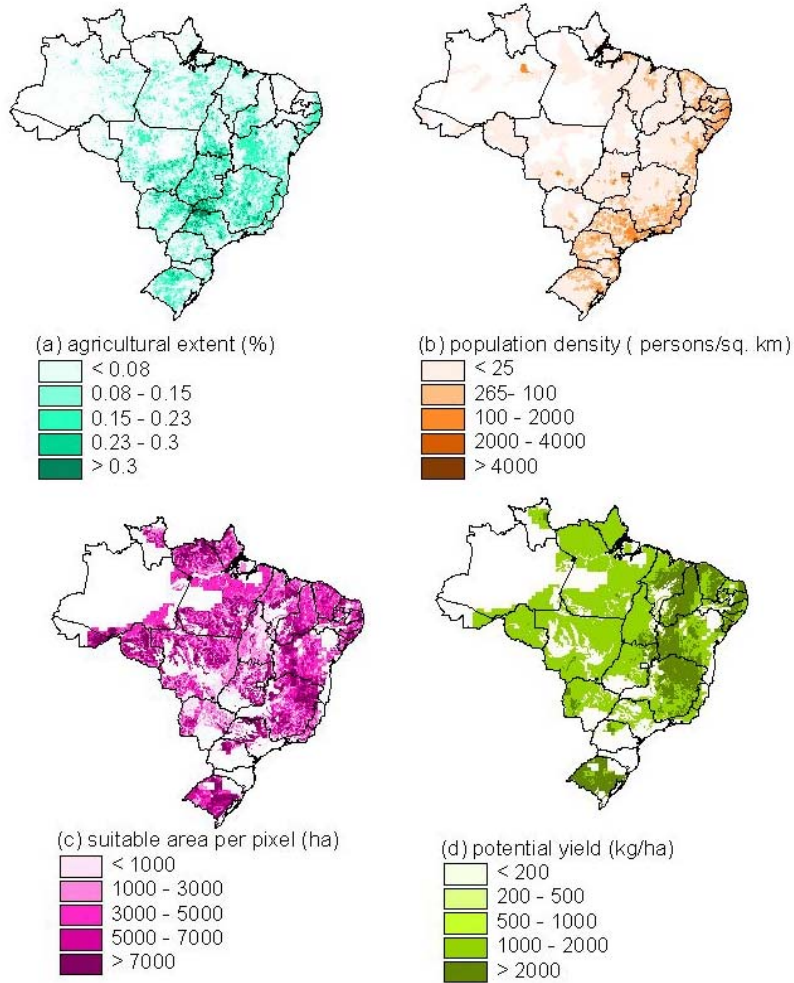 (a) agricultural extent (%)
< 0.08
0.08 - 0.15
0.15 - 0.23
0.23 - 0.3
> 0.3
(b) population density ( persons/sq. km)
< 25
265- 100
100 - 2000
2000 - 4000
> 4000
(c) suitable area per pixel (ha)
< 1000
1000 - 3000
3000 - 5000
5000 - 7000
> 7000
(d) potential yield (kg/ha)
< 200
200 - 500
500 - 1000
1000 - 2000
> 2000